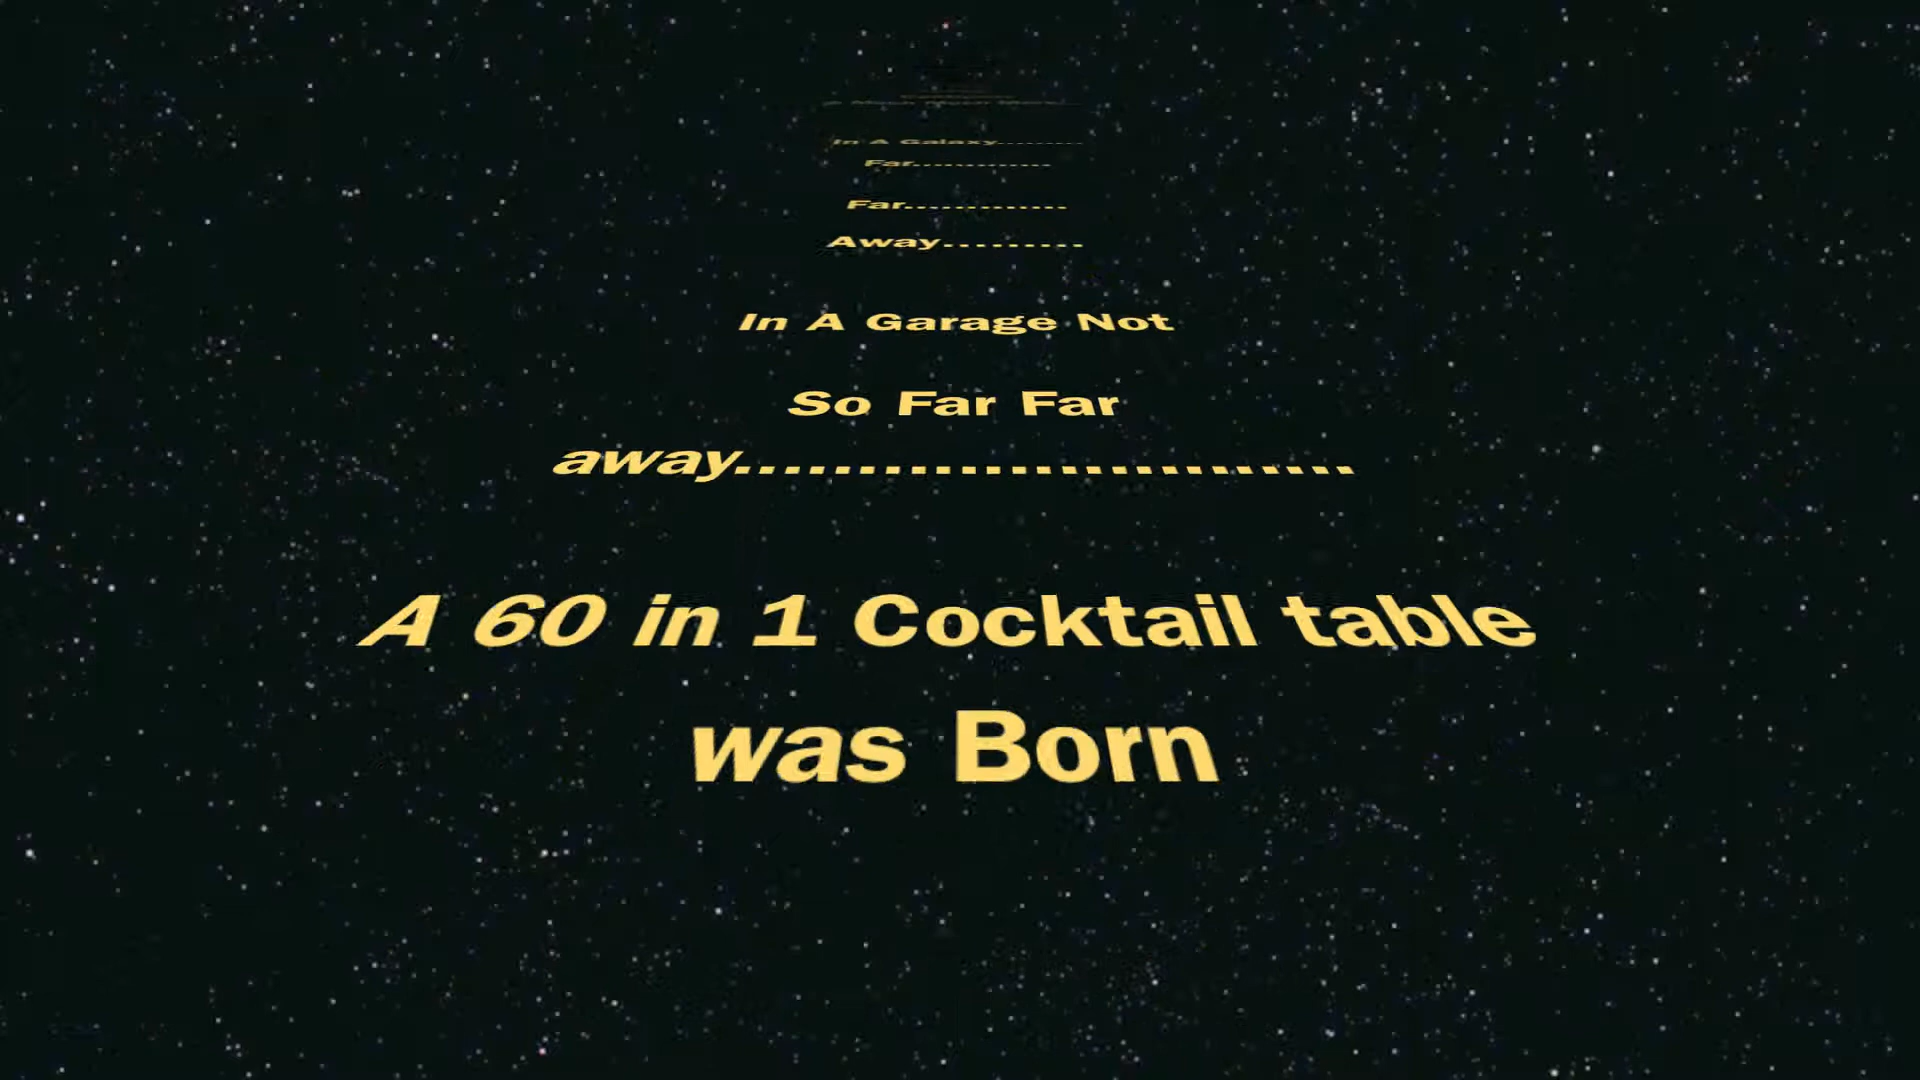 In A Galaxy.........
Far..............
Far.............
Away.........
In A Garage Not
So Far Far
away.........................
A 60 in 1 Cocktail table
was Born